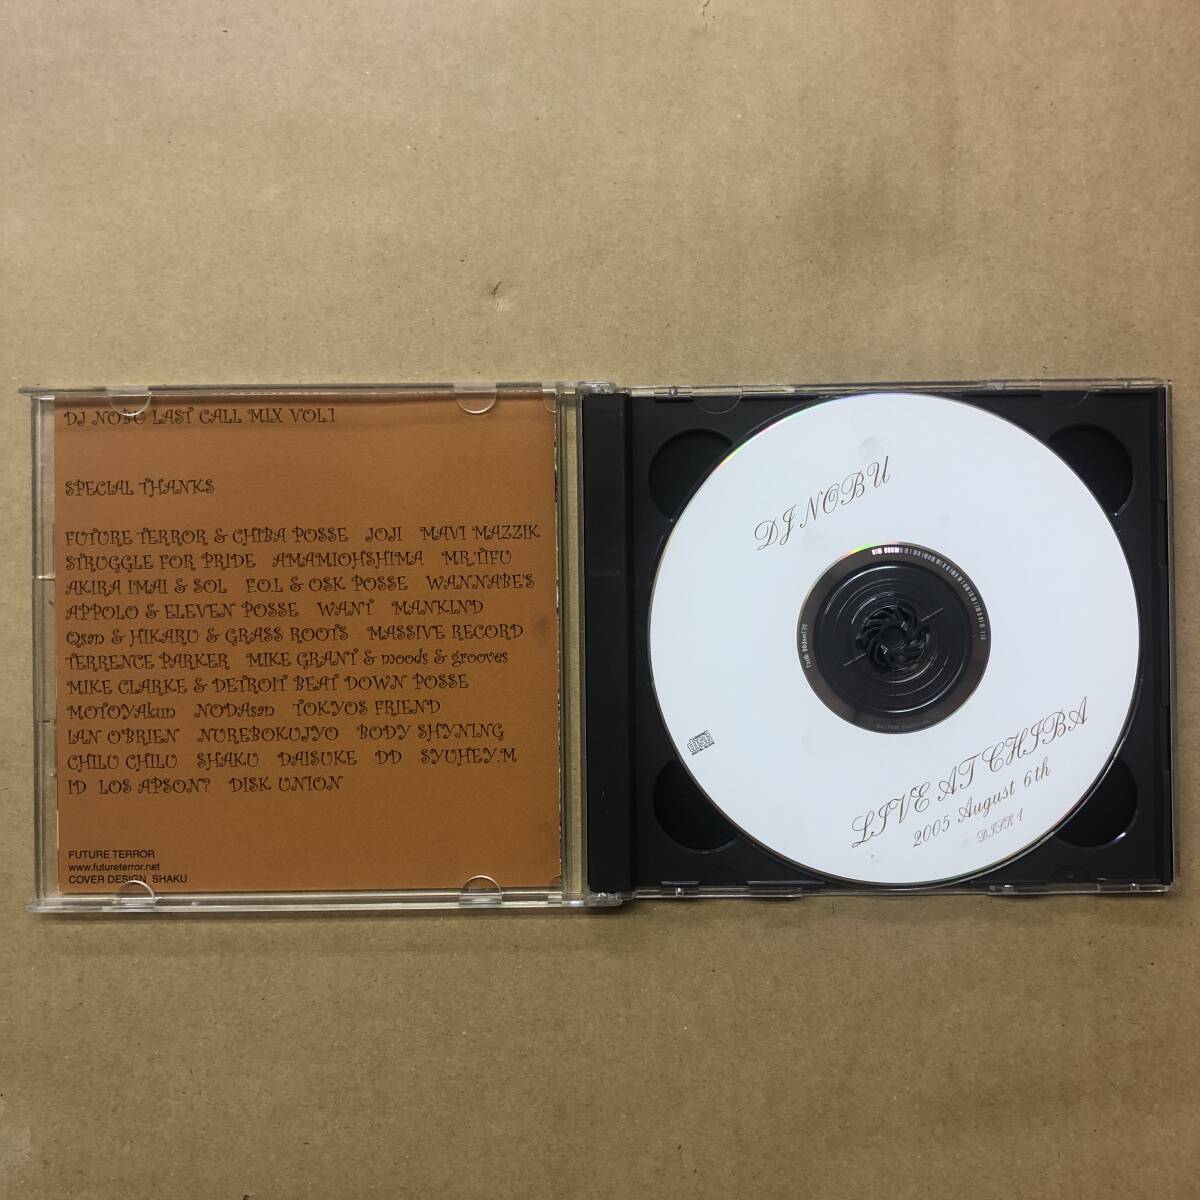 DJ NOBU LAST CALL MIX VOL.1
SPECIAL THANKS
FUTURE TERROR & CHIBA POSSE JOJI MAVI MAZZIK
STRUGGLE FOR PRIDE AMAMIOHSHIMA MR.TIFU
AKIRA IMAI & SOL F.O.L & OSK POSSE WANNABE'S
APPOLO & ELEVEN POSSE WANT MANKIND
Qsan & HIKARU & GRASS ROOTS MASSIVE RECORD
TERRENCE PARKER MIKE GRANT & moods & grooves
MIKE CLARKE & DETROIT BEAT DOWN POSSE
MOTOYAkun NODAsan TOKYOS FRIEND
IAN O'BRIEN NUREBOKUJYO BODY SHYNING
CHILU CHILU SHAKU DAISUKE DD SYUHEY.M
ID LOS APSON? DISK UNION
FUTURE TERROR
www.futureterror.net
COVER DESIGN SHAKU
DJ NOBU
disc
LIVE AT CHIBA
2005 August 6th
DISK 1